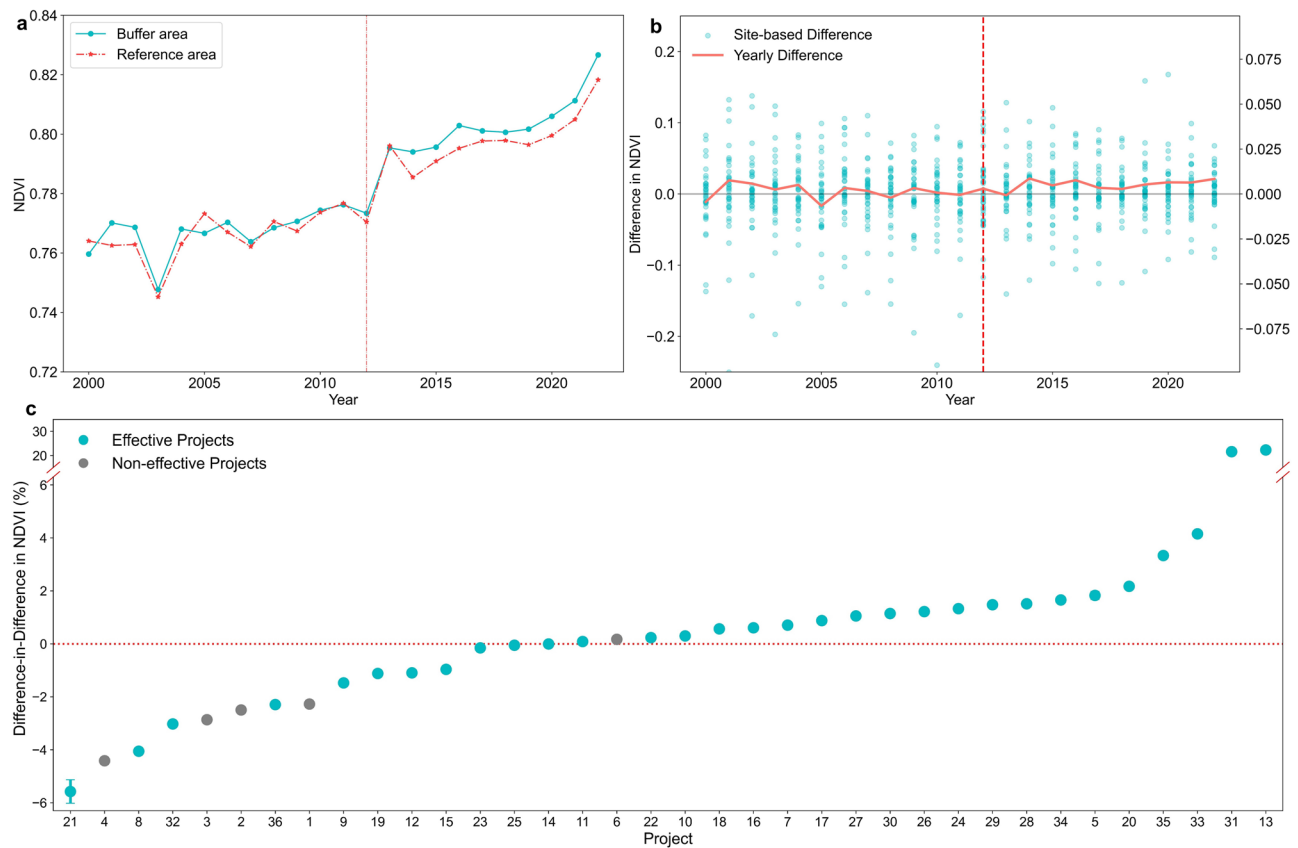 a
0.84
0.82
0.80
0.78
0.76
0.74
0.72
NDVI
Buffer area
Reference area
2000
2005
2010
2015
2020
Year
b
0.2
0.1
0.0
−0.1
−0.2
Difference in NDVI
Site-based Difference
Yearly Difference
0.075
0.050
0.025
0.000
−0.025
−0.050
−0.075
2000
2005
2010
2015
2020
Year
c
30
20
6
4
2
0
−2
−4
−6
Difference-in-Difference in NDVI (%)
Effective Projects
Non-effective Projects
21 4 8 32 3 2 36 1 9 19 12 15 23 25 14 11 6 22 10 18 16 7 17 27 30 26 24 29 28 34 5 20 35 33 31 13
Project